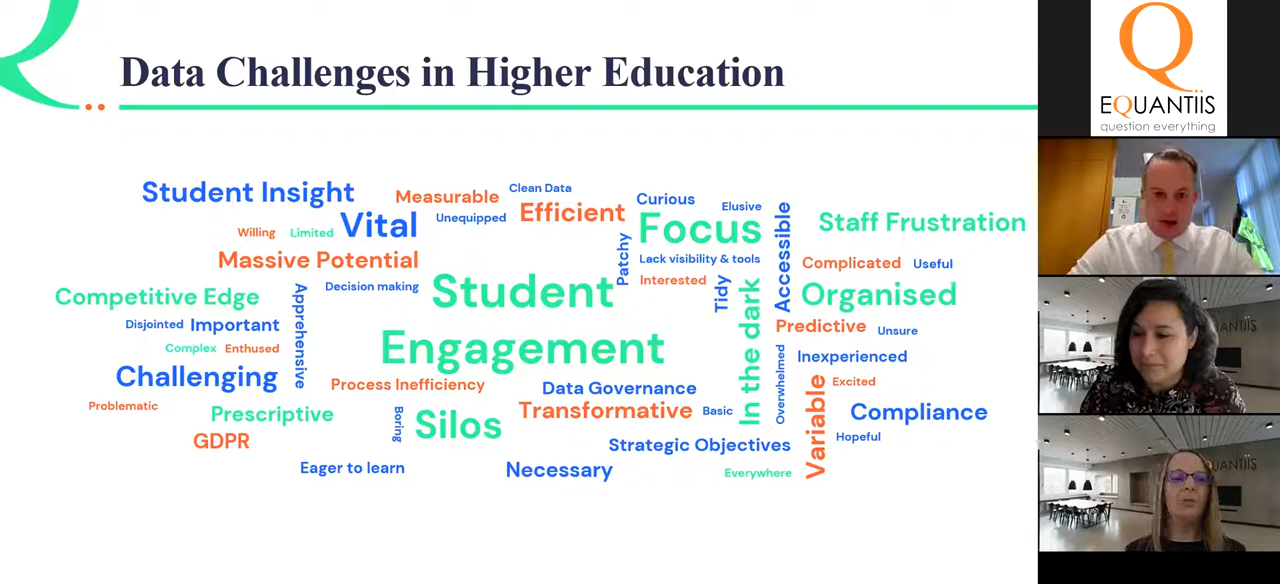 Data Challenges in Higher Education
Student Insight
Measurable
Clean Data
Curious
Elusive
Willing
Limited
Vital
Unequipped
Efficient
Focus
Accessible
Staff Frustration
Massive Potential
Patchy
Lack visibility & tools
Complicated
Useful
Competitive Edge
Apprehensive
Decision making
Student
Interested
Tidy
In the dark
Organised
Disjointed
Important
Predictive
Unsure
Complex
Enthused
Engagement
Overwhelmed
Inexperienced
Challenging
Process Inefficiency
Data Governance
Variable
Excited
Problematic
Prescriptive
Boring
Silos
Transformative
Basic
Compliance
GDPR
Strategic Objectives
Hopeful
Eager to learn
Necessary
Everywhere
EQUANTIIS
question everything
UANTIIS
UANTIIS